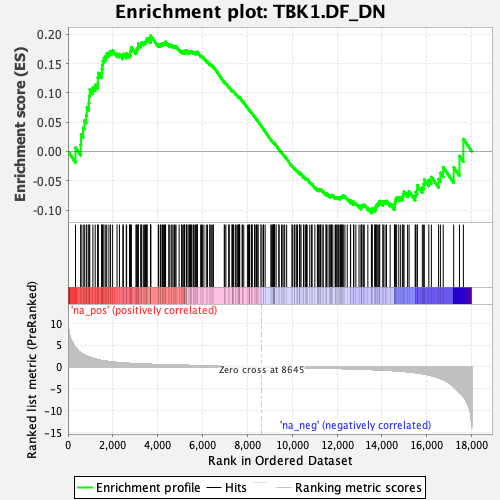 Enrichment plot: TBK1.DF_DN
Enrichment score (ES)
0.20
0.15
0.10
0.05
0.00
-0.05
-0.10
'na_pos' (positively correlated)
Ranked list metric (PreRanked)
10
5
0
-5
-10
-15
Zero cross at 8645
'na_neg' (negatively correlated)
0
2,000
4,000
6,000
8,000
10,000
12,000
14,000
16,000
18,000
Rank in Ordered Dataset
Enrichment profile
Hits
Ranking metric scores